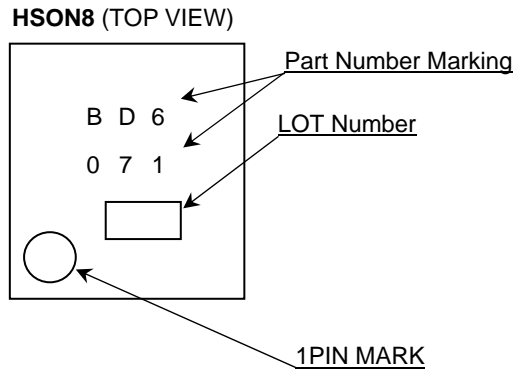 HSON8 (TOP VIEW)
Part Number Marking
B D 6
LOT Number
0 7 1
1PIN MARK